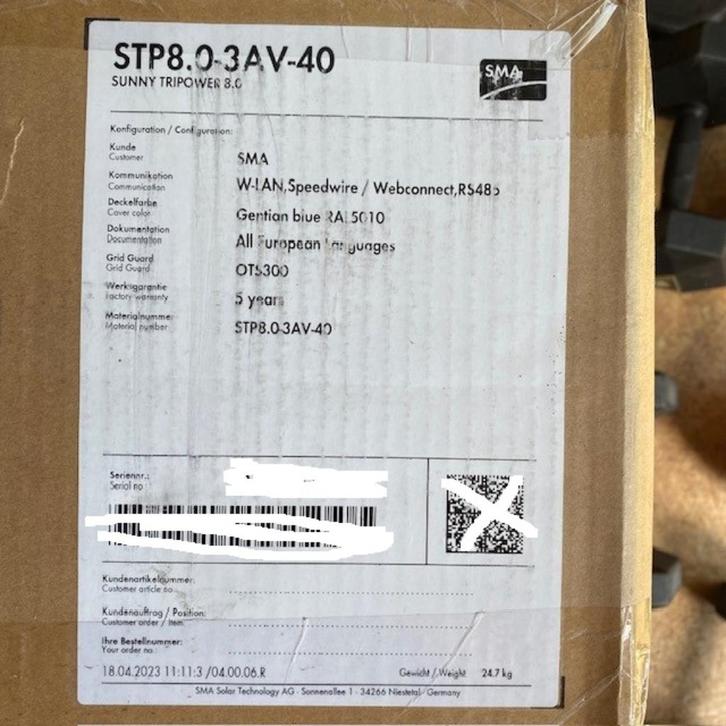 STP8.0-3AV-40
SUNNY TRIPOWER 8.0
SMA
Konfiguration / Configuration:
Kunde
Customer
SMA
Kommunikation
Communication
W-LAN,Speedwire / Webconnect,RS485
Deckelfarbe
Cover color
Gentian blue RAL5010
Dokumentation
Documentation
All European languages
Grid Guard
Grid Guard
OT5300
Werksgarantie
Factory warranty
5 years
Materialnummer
Material number
STP8.0-3AV-40
Seriennr.:
Serial no
Kundenartikelnummer:
Customer article no
Kundenauftrag / Position:
Customer order / Item
Ihre Bestellnummer:
Your order no.
18.04.2023 11:11:3 /04.00.06.R
Gewicht / Weight 24.7 kg
SMA Solar Technology AG · Sonnenallee 1 · 34266 Niestetal Germany